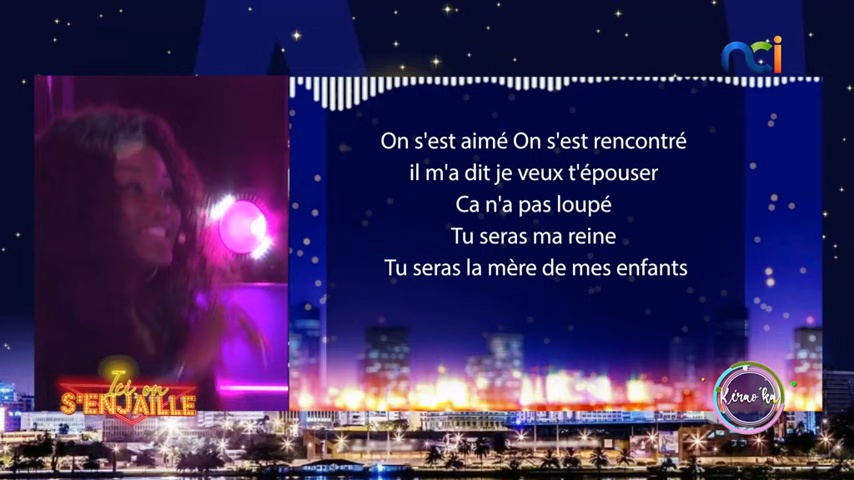 nci
On s'est aimé On s'est rencontré
il m'a dit je veux t'épouser
Ca n'a pas loupé
Tu seras ma reine
Tu seras la mère de mes enfants
Ici on
S'ENJAILLE
Kérao'ka